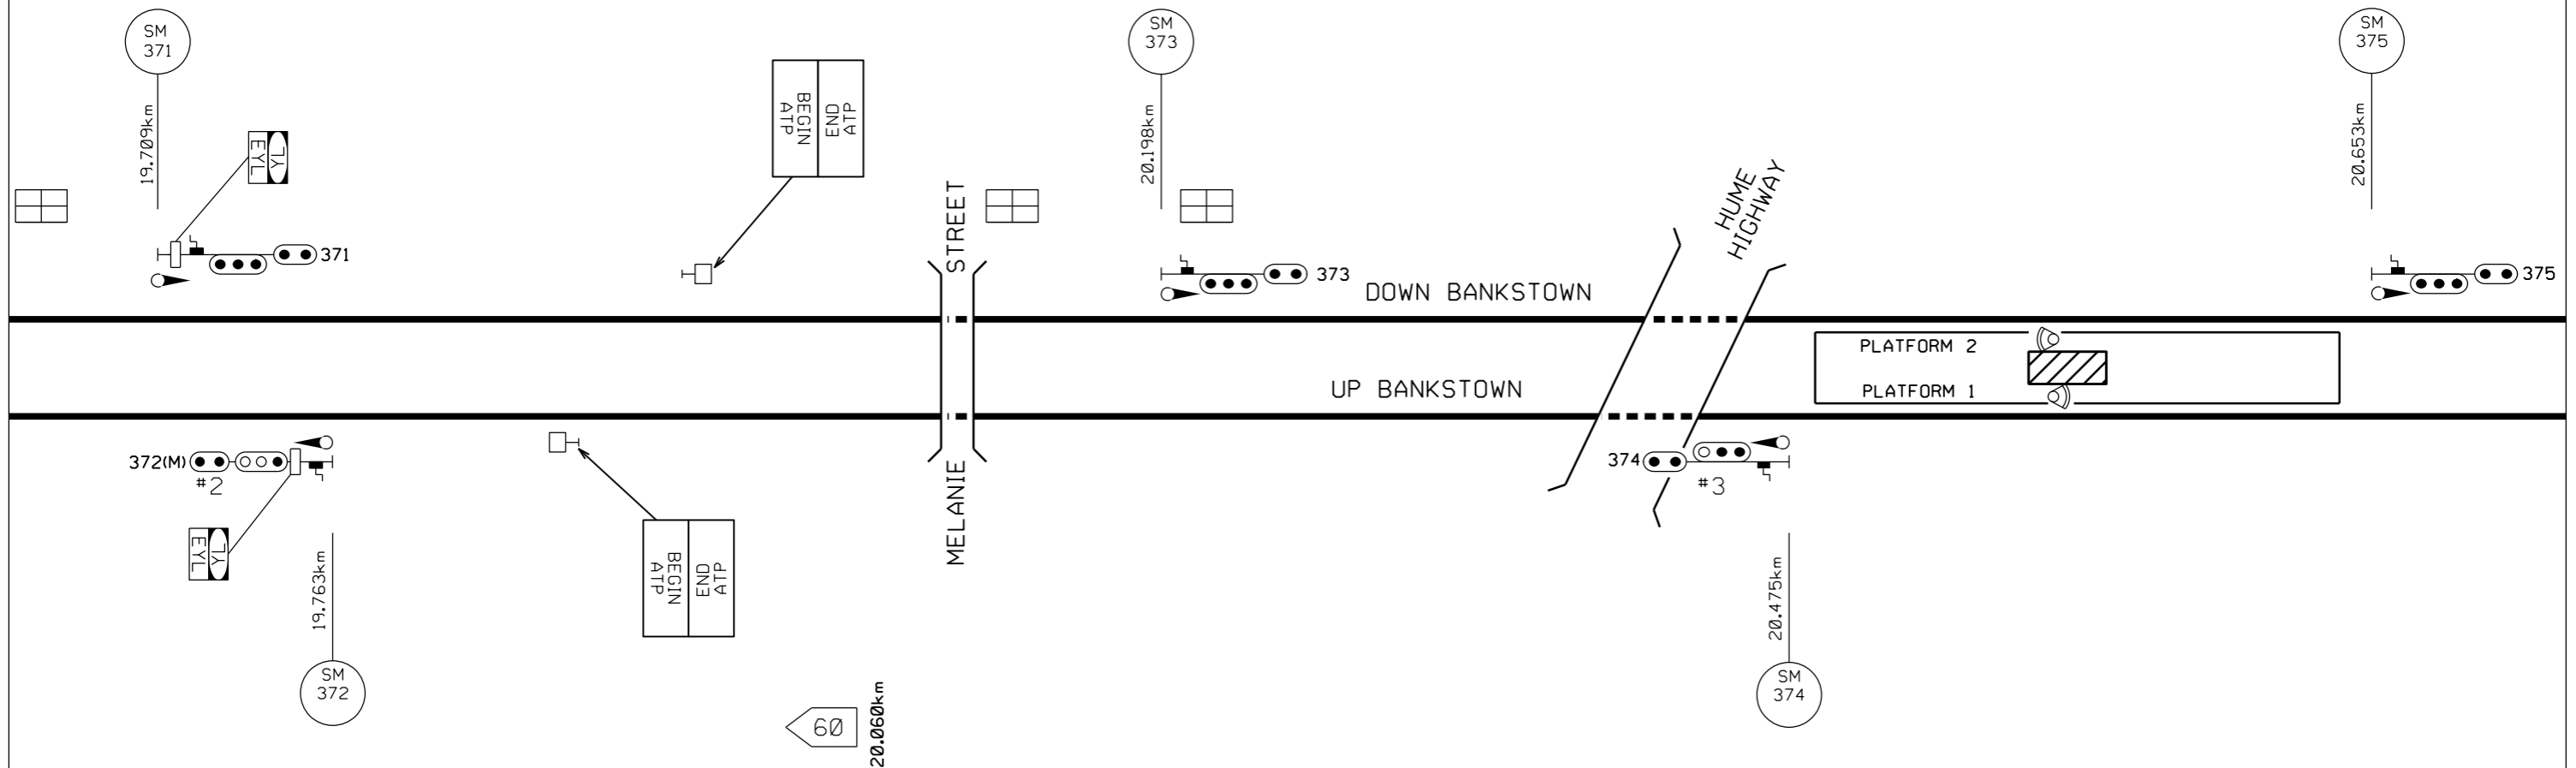 SM
371
SM
373
SM
375
19.709km
20.198km
20.653km
BEGIN
ATP
ATP
END
YL
EYL
HUME
HIGHWAY
371
373
375
DOWN BANKSTOWN
MELANIE STREET
PLATFORM 2
UP BANKSTOWN
PLATFORM 1
372(M)
#2
374
#3
YL
EYL
BEGIN
ATP
ATP
END
19.763km
20.475km
SM
372
SM
374
60
20.060km